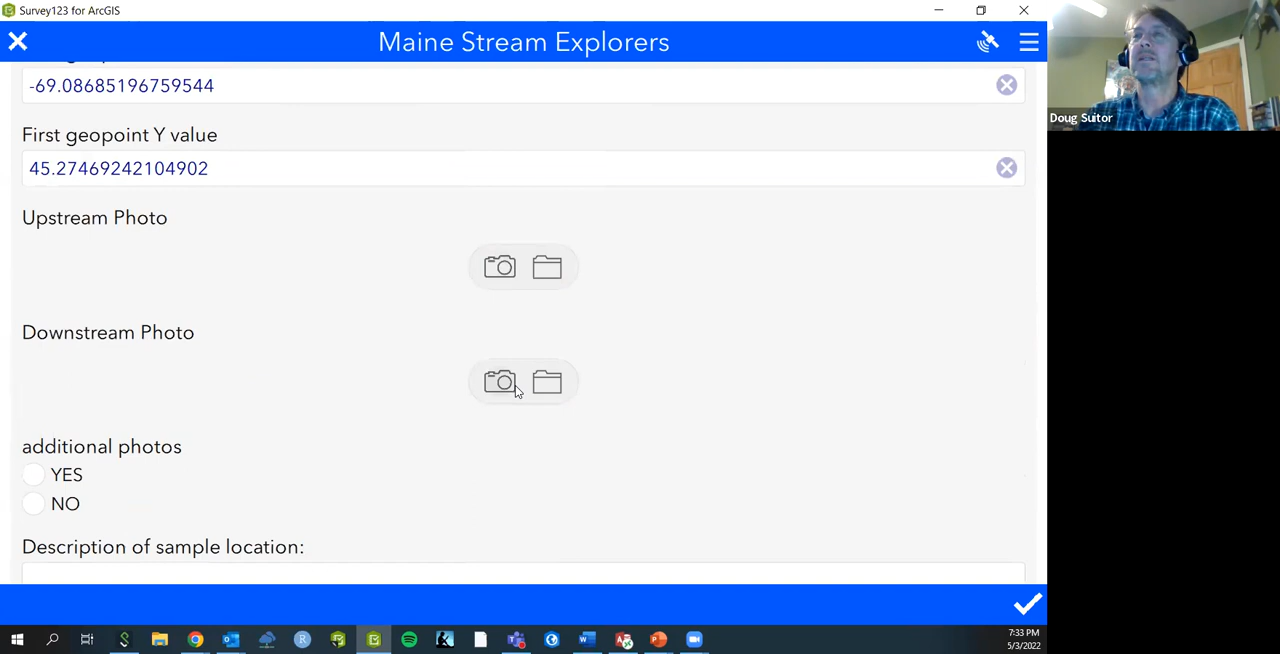 Survey123 for ArcGIS
Maine Stream Explorers
-69.08685196759544
First geopoint Y value
45.27469242104902
Upstream Photo
Downstream Photo
additional photos
YES
NO
Description of sample location:
7:33 PM
5/3/2022
Doug Suitor